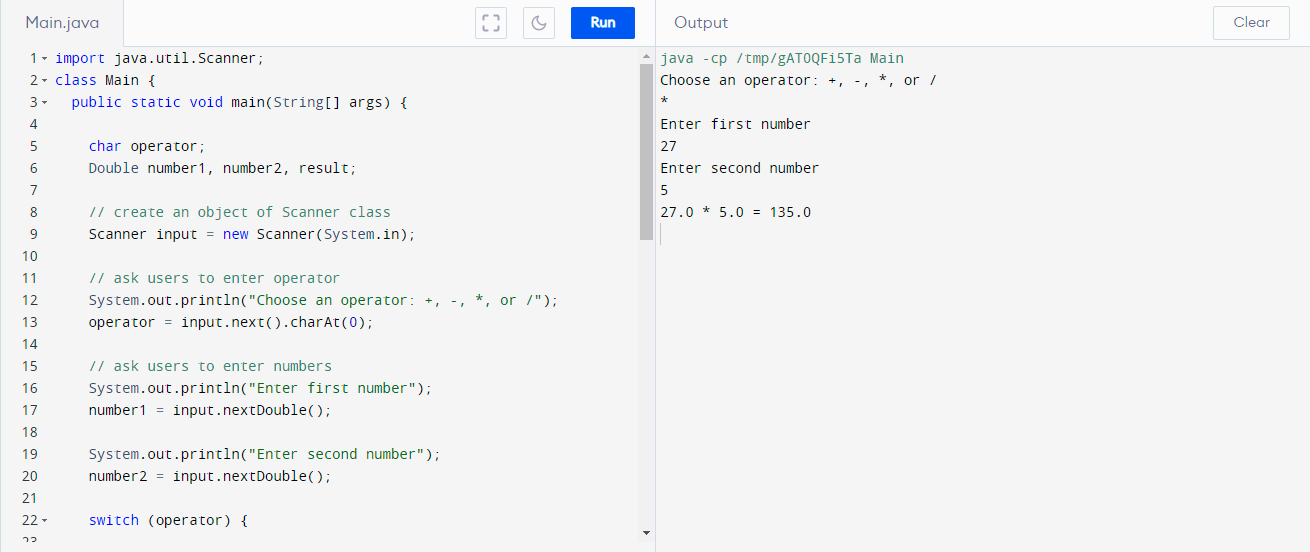 Main.java
Run
Output
Clear
1 import java.util.Scanner;
2 class Main {
3 public static void main(String[] args) {
4
5 char operator;
6 Double number1, number2, result;
7
8 // create an object of Scanner class
9 Scanner input = new Scanner(System.in);
10
11 // ask users to enter operator
12 System.out.println("Choose an operator: +, -, *, or /");
13 operator = input.next().charAt(0);
14
15 // ask users to enter numbers
16 System.out.println("Enter first number");
17 number1 = input.nextDouble();
18
19 System.out.println("Enter second number");
20 number2 = input.nextDouble();
21
22 switch (operator) {
23
java -cp /tmp/gATOQFi5Ta Main
Choose an operator: +, -, *, or /
*
Enter first number
27
Enter second number
5
27.0 * 5.0 = 135.0